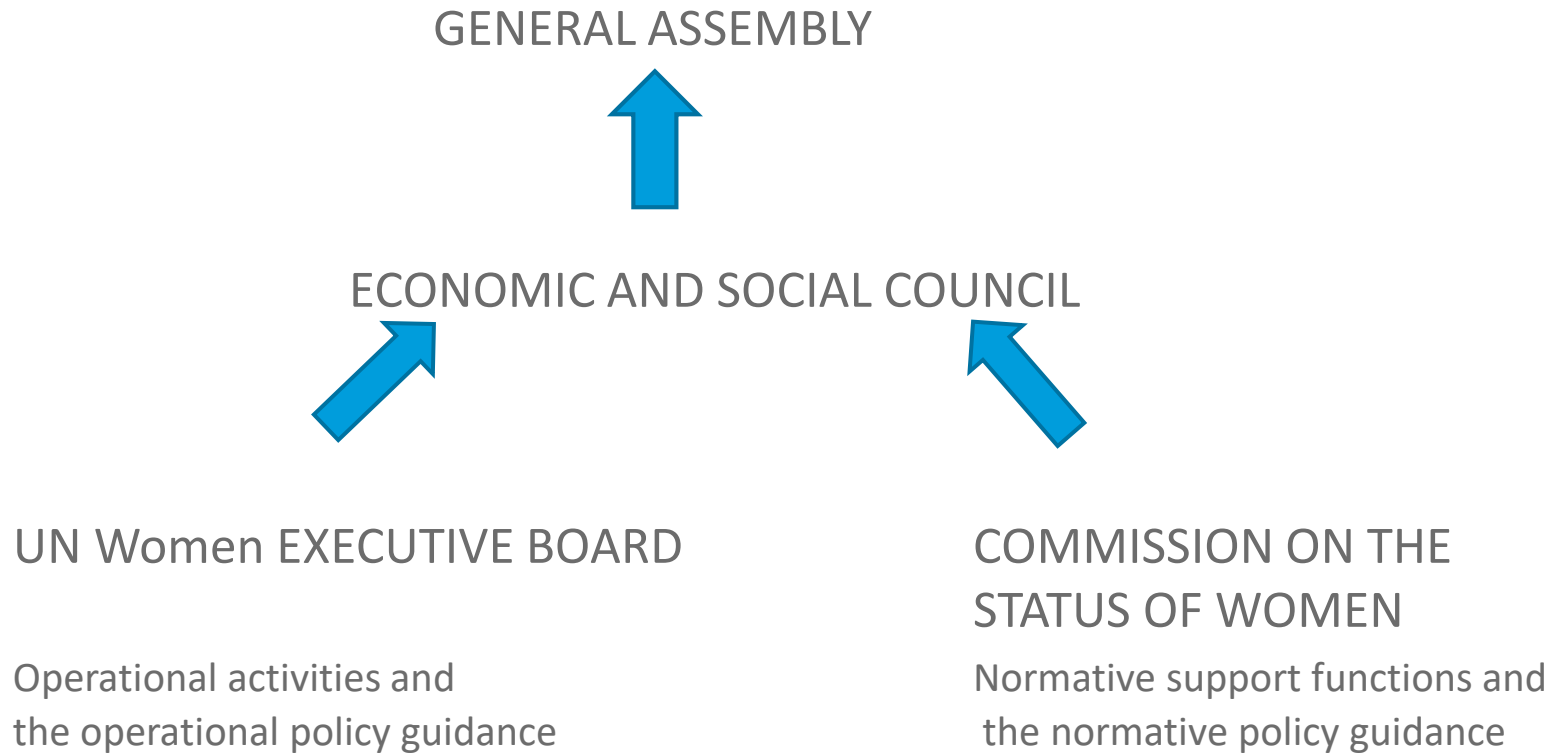 GENERAL ASSEMBLY
ECONOMIC AND SOCIAL COUNCIL
UN Women EXECUTIVE BOARD
Operational activities and
the operational policy guidance
COMMISSION ON THE
STATUS OF WOMEN
Normative support functions and
the normative policy guidance